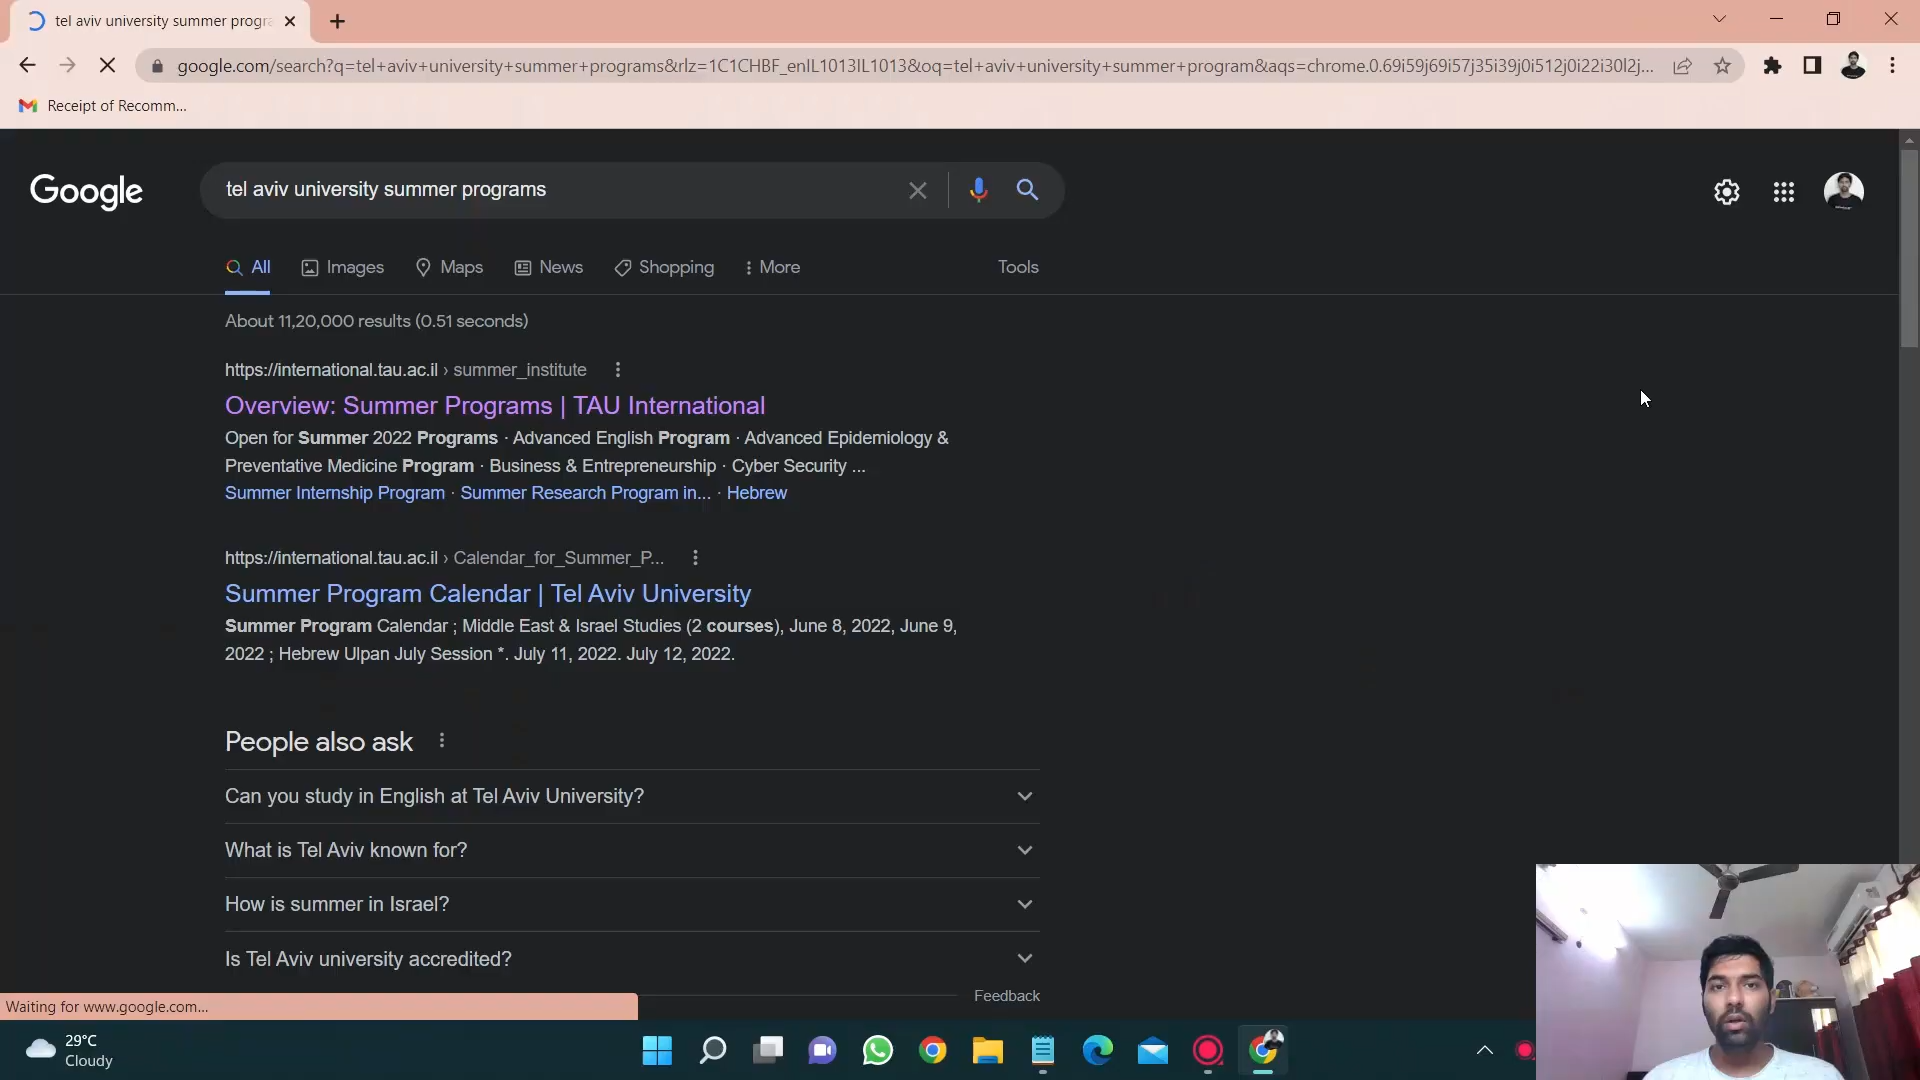 tel aviv university summer progra
google.com/search?q=tel+aviv+university+summer+programs&rlz=1C1CHBF_enIL1013IL1013&oq=tel+aviv+university+summer+program&aqs=chrome.0.69i59j69i57j35i39j0i512j0i22i30l2j...
Receipt of Recomm...
Google
tel aviv university summer programs
All Images Maps News Shopping More Tools
About 11,20,000 results (0.51 seconds)
https://international.tau.ac.il › summer_institute
Overview: Summer Programs | TAU International
Open for Summer 2022 Programs · Advanced English Program · Advanced Epidemiology &
Preventative Medicine Program · Business & Entrepreneurship · Cyber Security ...
Summer Internship Program · Summer Research Program in... · Hebrew
https://international.tau.ac.il › Calendar_for_Summer_P...
Summer Program Calendar | Tel Aviv University
Summer Program Calendar ; Middle East & Israel Studies (2 courses), June 8, 2022, June 9,
2022 ; Hebrew Ulpan July Session *. July 11, 2022. July 12, 2022.
People also ask
Can you study in English at Tel Aviv University?
What is Tel Aviv known for?
How is summer in Israel?
Is Tel Aviv university accredited?
Feedback
Waiting for www.google.com...
29°C
Cloudy